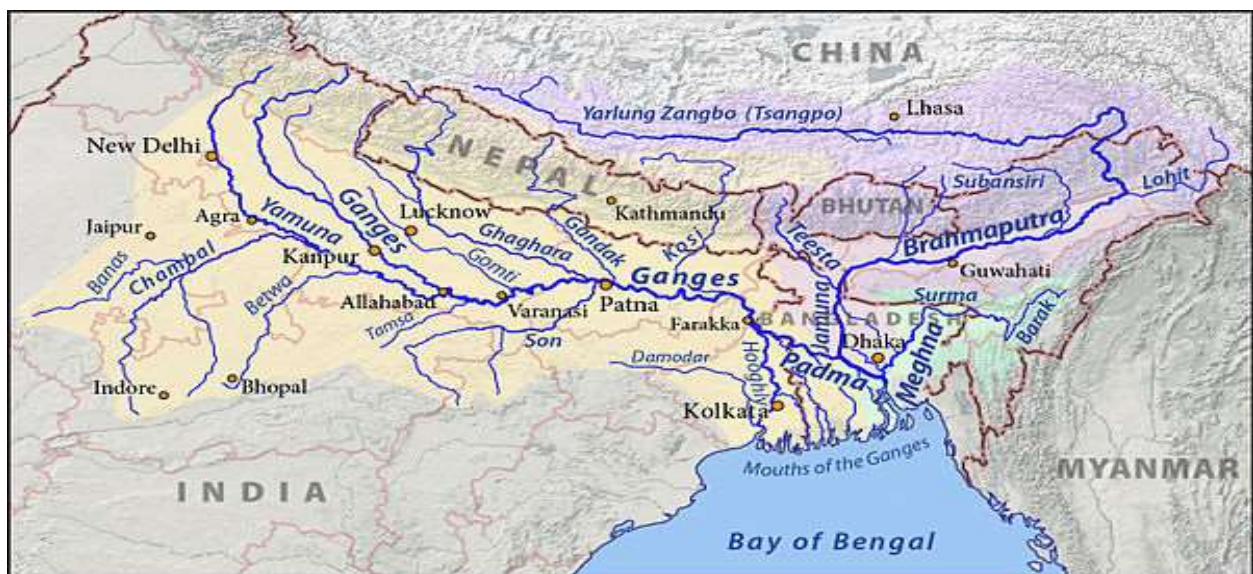 CHINA
Yarlung Zangbo (Tsangpo)
Lhasa
New Delhi
NEPAL
Subansiri
Lohit
BHUTAN
Kathmandu
Ganges
Yamuna
Lucknow
Agra
Jaipur
Ghaghara
Gandak
Kosi
Teesta
Brahmaputra
Kanpur
Chambal
Banas
Gomti
Guwahati
Betwa
Ganges
Allahabad
Varanasi
Patna
Surma
Tamsa
Farakka
BANGLADESH
Jamuna
Barak
Son
Dhaka
Meghna
Damodar
Hooghly
Padma
Indore
Bhopal
Kolkata
Mouths of the Ganges
INDIA
MYANMAR
Bay of Bengal